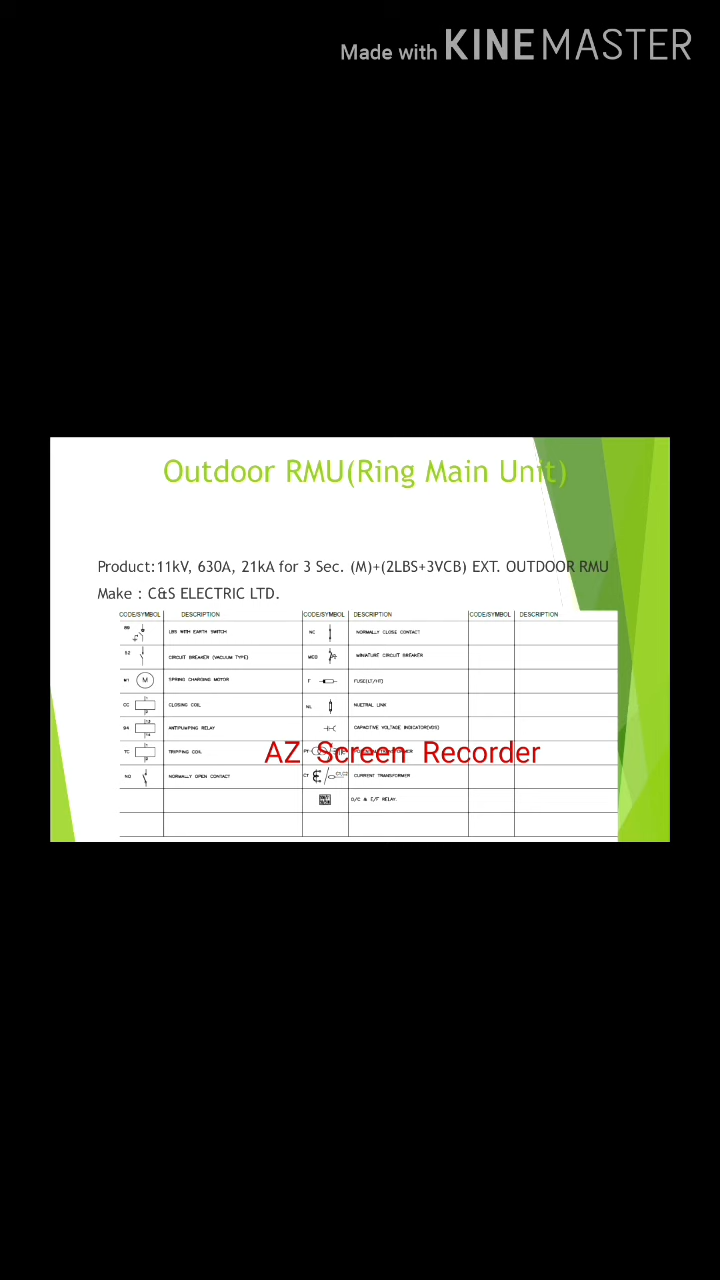 Made with KINEMASTER
Outdoor RMU(Ring Main Unit)
Product:11kV, 630A, 21kA for 3 Sec. (M)+(2LBS+3VCB) EXT. OUTDOOR RMU
Make : C&S ELECTRIC LTD.
CODE/SYMBOL DESCRIPTION CODE/SYMBOL DESCRIPTION CODE/SYMBOL DESCRIPTION
LBS WITH EARTH SWITCH NC NORMALLY CLOSE CONTACT
52 CIRCUIT BREAKER (VACUUM TYPE) MCB MINIATURE CIRCUIT BREAKER
M SPRING CHARGING MOTOR F FUSE(LT/HT)
CC CLOSING COIL NL NUETRAL LINK
94 ANTIPUMPING RELAY CAPACITIVE VOLTAGE INDICATOR(VDS)
TC TRIPPING COIL PT
AZ Screen Recorder
NO NORMALLY OPEN CONTACT CT CURRENT TRANSFORMER
O/C & E/F RELAY.